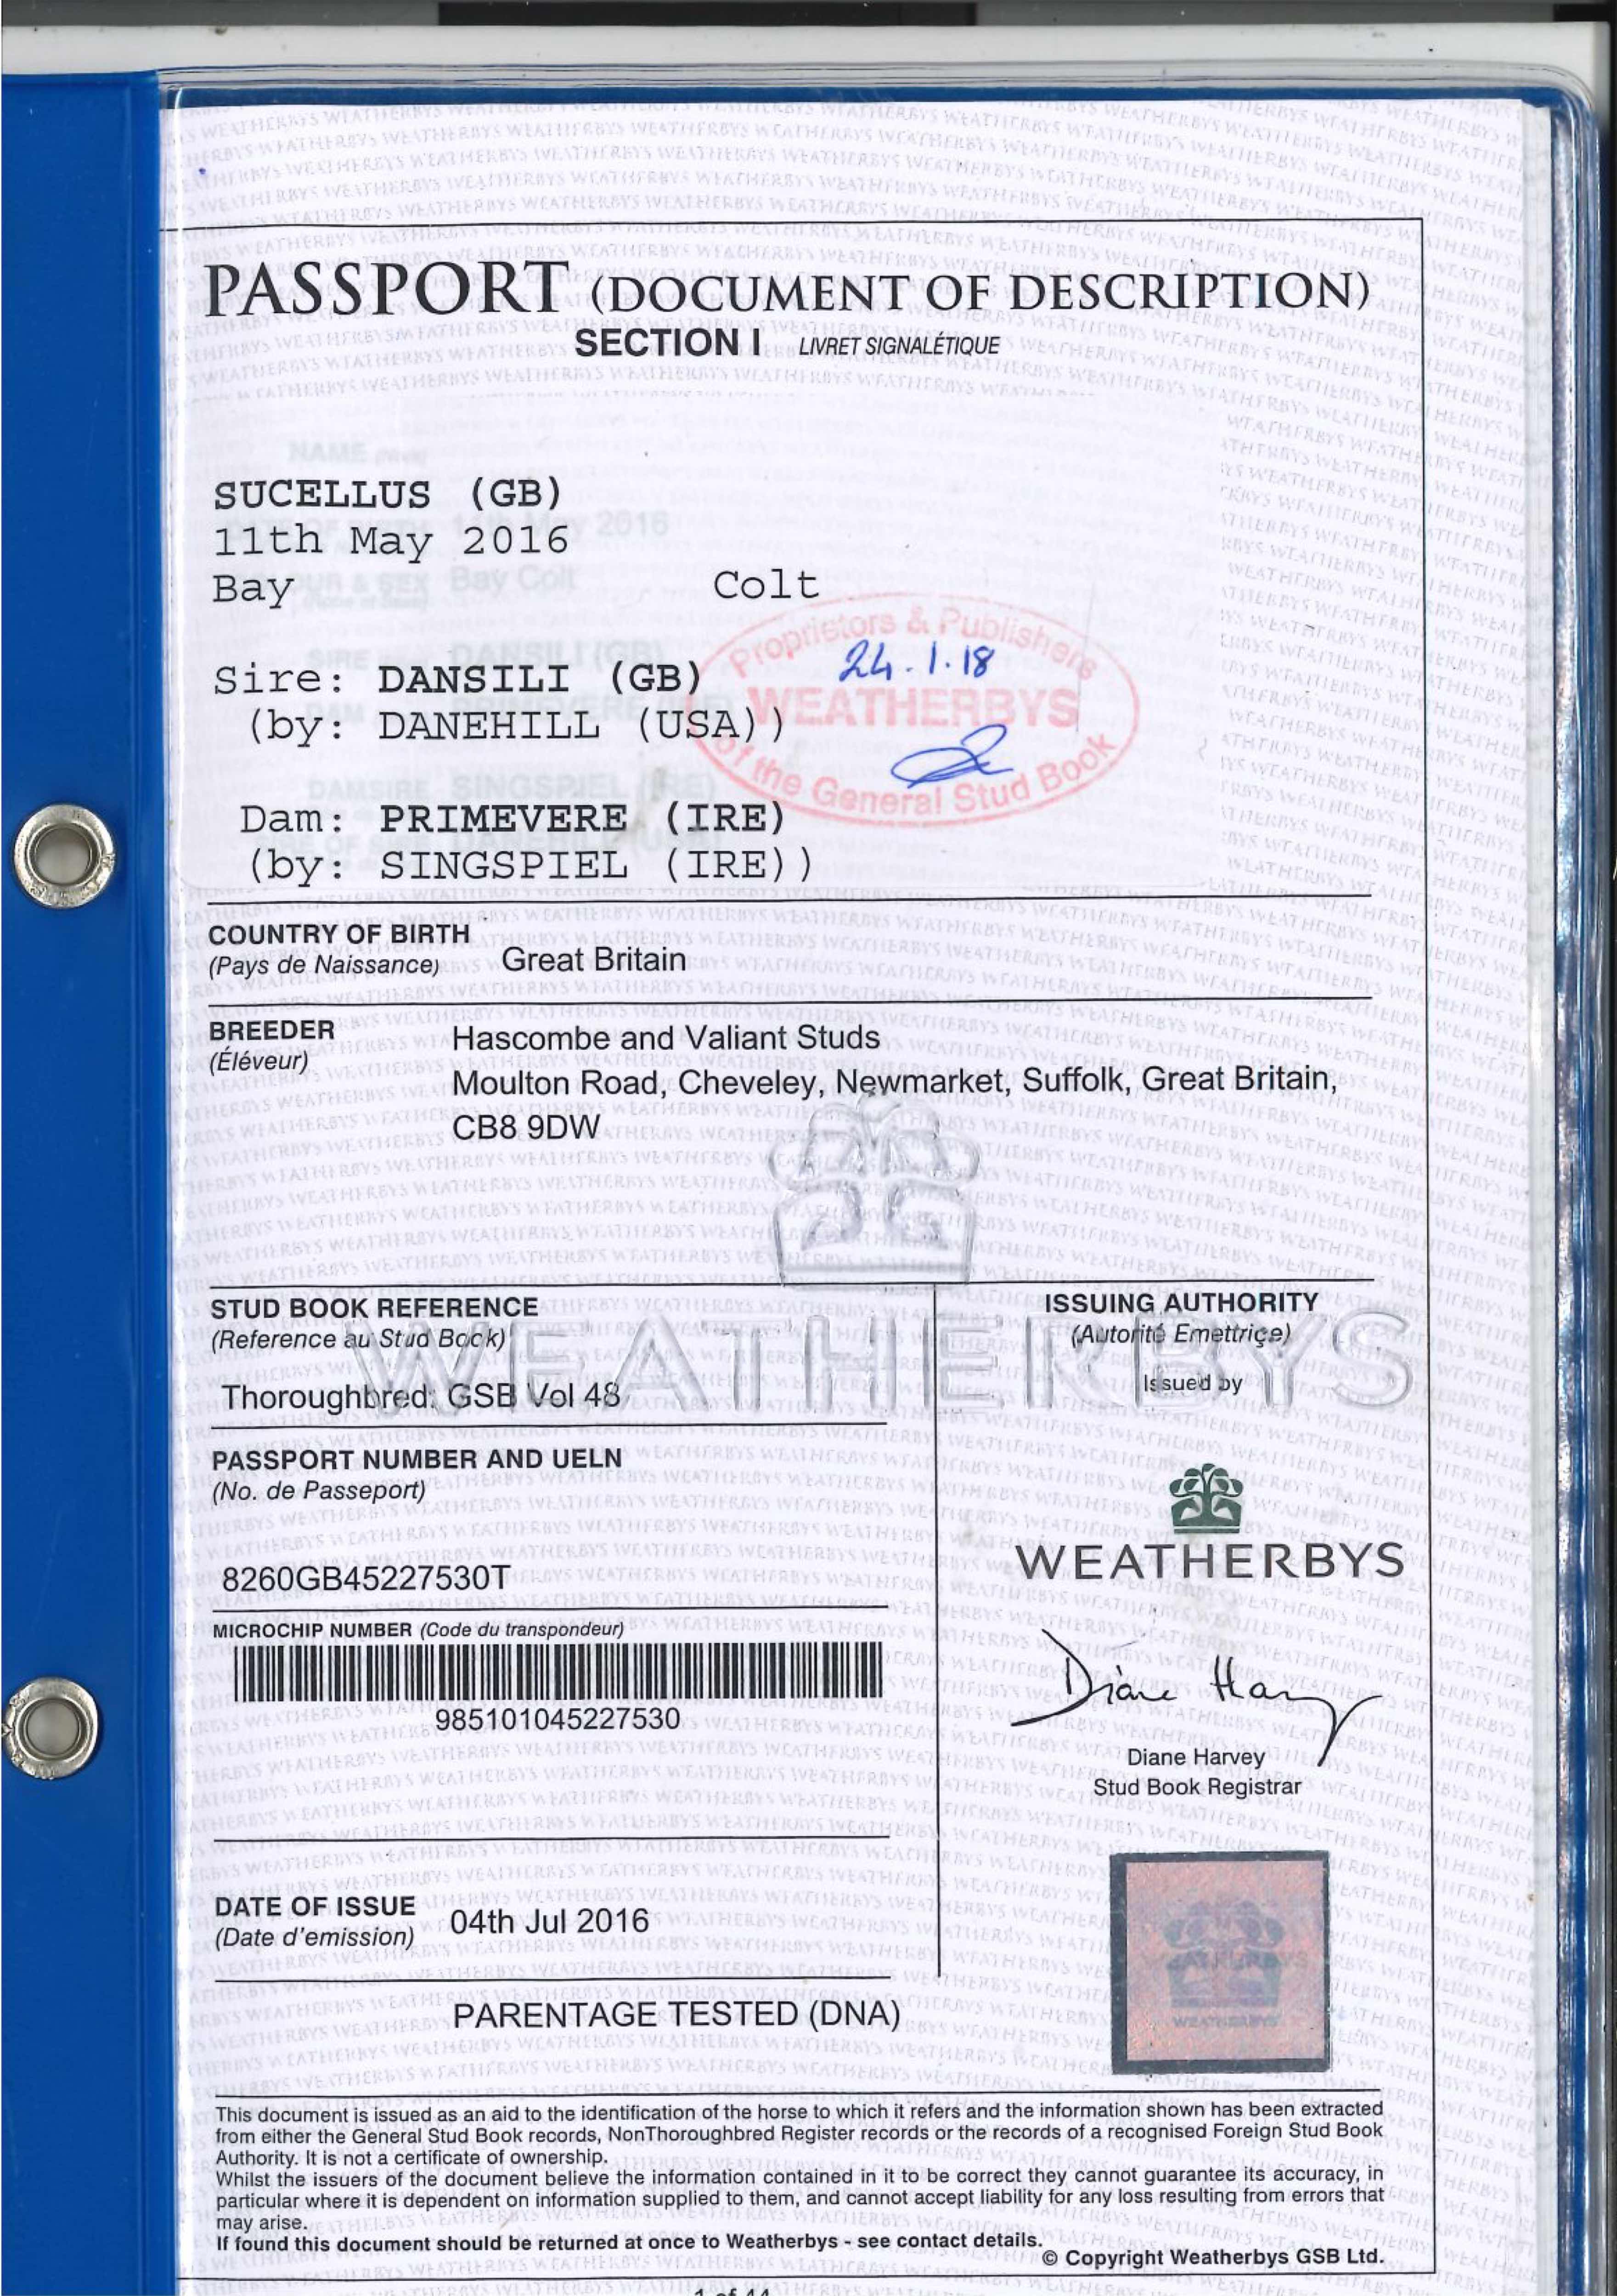 PASSPORT (DOCUMENT OF DESCRIPTION)
SECTION I LIVRET SIGNALÉTIQUE
NAME
SUCELLUS (GB)
11th May 2016
Bay Colt
Sire: DANSILI (GB)
(by: DANEHILL (USA))
Dam: PRIMEVERE (IRE)
(by: SINGSPIEL (IRE))
Proprietors & Publishers
24.1.18
WEATHERBYS
of the General Stud Book
COUNTRY OF BIRTH
(Pays de Naissance) Great Britain
BREEDER
(Éléveur)
Hascombe and Valiant Studs
Moulton Road, Cheveley, Newmarket, Suffolk, Great Britain,
CB8 9DW
WEATHERBYS
STUD BOOK REFERENCE
(Reference au Stud Book)
Thoroughbred: GSB Vol 48
PASSPORT NUMBER AND UELN
(No. de Passeport)
8260GB45227530T
MICROCHIP NUMBER (Code du transpondeur)
985101045227530
DATE OF ISSUE
(Date d'emission) 04th Jul 2016
PARENTAGE TESTED (DNA)
ISSUING AUTHORITY
(Autorité Emettriçe)
Issued by
WEATHERBYS
Diane Harvey
Diane Harvey
Stud Book Registrar
WEATHERBYS
This document is issued as an aid to the identification of the horse to which it refers and the information shown has been extracted
from either the General Stud Book records, NonThoroughbred Register records or the records of a recognised Foreign Stud Book
Authority. It is not a certificate of ownership.
Whilst the issuers of the document believe the information contained in it to be correct they cannot guarantee its accuracy, in
particular where it is dependent on information supplied to them, and cannot accept liability for any loss resulting from errors that
may arise.
If found this document should be returned at once to Weatherbys - see contact details.
© Copyright Weatherbys GSB Ltd.
1 of 44